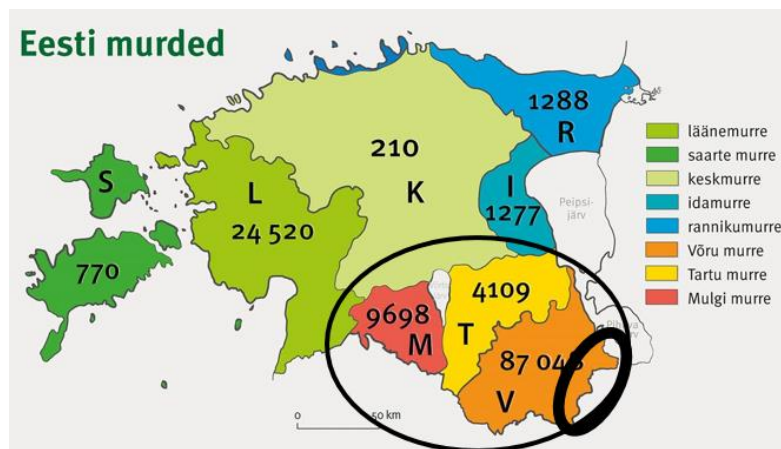 Eesti murded
1288
R
läänemurre
saarte murre
keskmurre
idamurre
rannikumurre
Võru murre
Tartu murre
Mulgi murre
210
K
S
L
24 520
I
1277
Peipsi-
järv
770
4109
9698
M
T
87
V
0
50 km